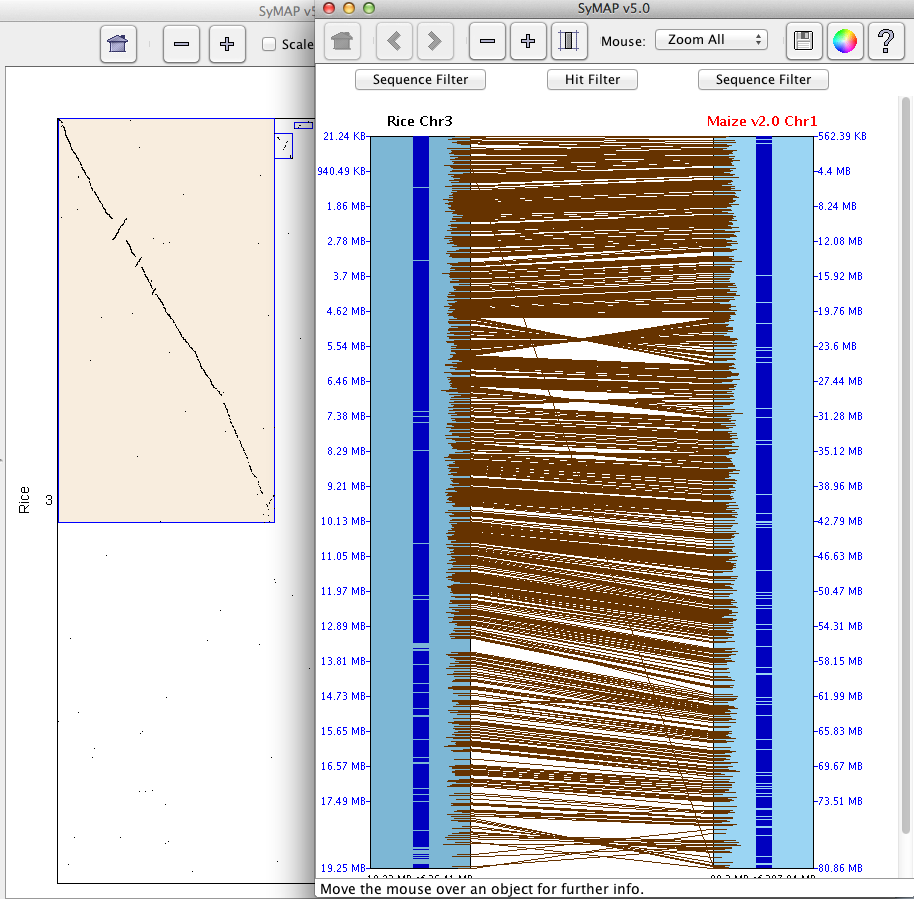 SyMAP v5
SyMAP v5.0
Scale
Mouse:
Zoom All
?
Sequence Filter
Hit Filter
Sequence Filter
Rice Chr3
Maize v2.0 Chr1
21.24 KB
562.39 KB
940.49 KB
4.4 MB
1.86 MB
8.24 MB
2.78 MB
12.08 MB
3.7 MB
15.92 MB
4.62 MB
19.76 MB
5.54 MB
23.6 MB
6.46 MB
27.44 MB
7.38 MB
31.28 MB
8.29 MB
35.12 MB
9.21 MB
38.96 MB
10.13 MB
42.79 MB
11.05 MB
46.63 MB
11.97 MB
50.47 MB
12.89 MB
54.31 MB
13.81 MB
58.15 MB
14.73 MB
61.99 MB
15.65 MB
65.83 MB
16.57 MB
69.67 MB
17.49 MB
73.51 MB
19.25 MB
80.86 MB
Rice
3
Move the mouse over an object for further info.